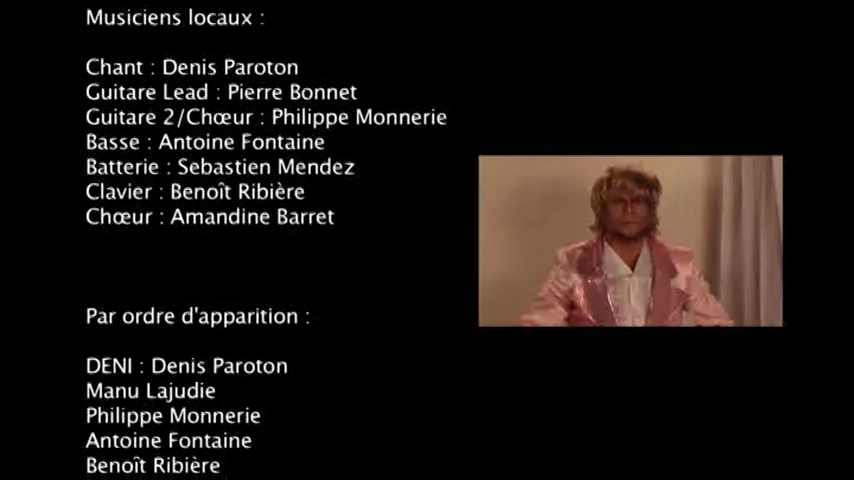 Musiciens locaux :
Chant : Denis Paroton
Guitare Lead : Pierre Bonnet
Guitare 2/Chœur : Philippe Monnerie
Basse : Antoine Fontaine
Batterie : Sebastien Mendez
Clavier : Benoît Ribière
Chœur : Amandine Barret
Par ordre d'apparition :
DENI : Denis Paroton
Manu Lajudie
Philippe Monnerie
Antoine Fontaine
Benoît Ribière